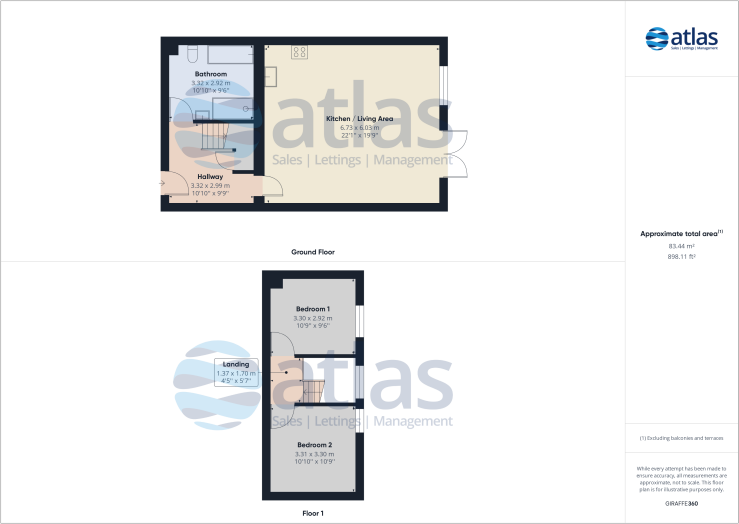 atlas
Sales | Lettings | Management
Bathroom
3.32 x 2.92 m
10'10" x 9'6"
Kitchen / Living Area
6.73 x 6.03 m
22'1" x 19'9"
Hallway
3.32 x 2.99 m
10'10" x 9'9"
atlas
Sales | Lettings | Management
Ground Floor
Bedroom 1
3.30 x 2.92 m
10'9" x 9'6"
Landing
1.37 x 1.70 m
4'5" x 5'7"
Bedroom 2
3.31 x 3.30 m
10'10" x 10'9"
atlas
Sales | Lettings | Management
Floor 1
Approximate total area(1)
83.44 m²
898.11 ft²
(1) Excluding balconies and terraces
While every attempt has been made to
ensure accuracy, all measurements are
approximate, not to scale. This floor
plan is for illustrative purposes only.
GIRAFFE360